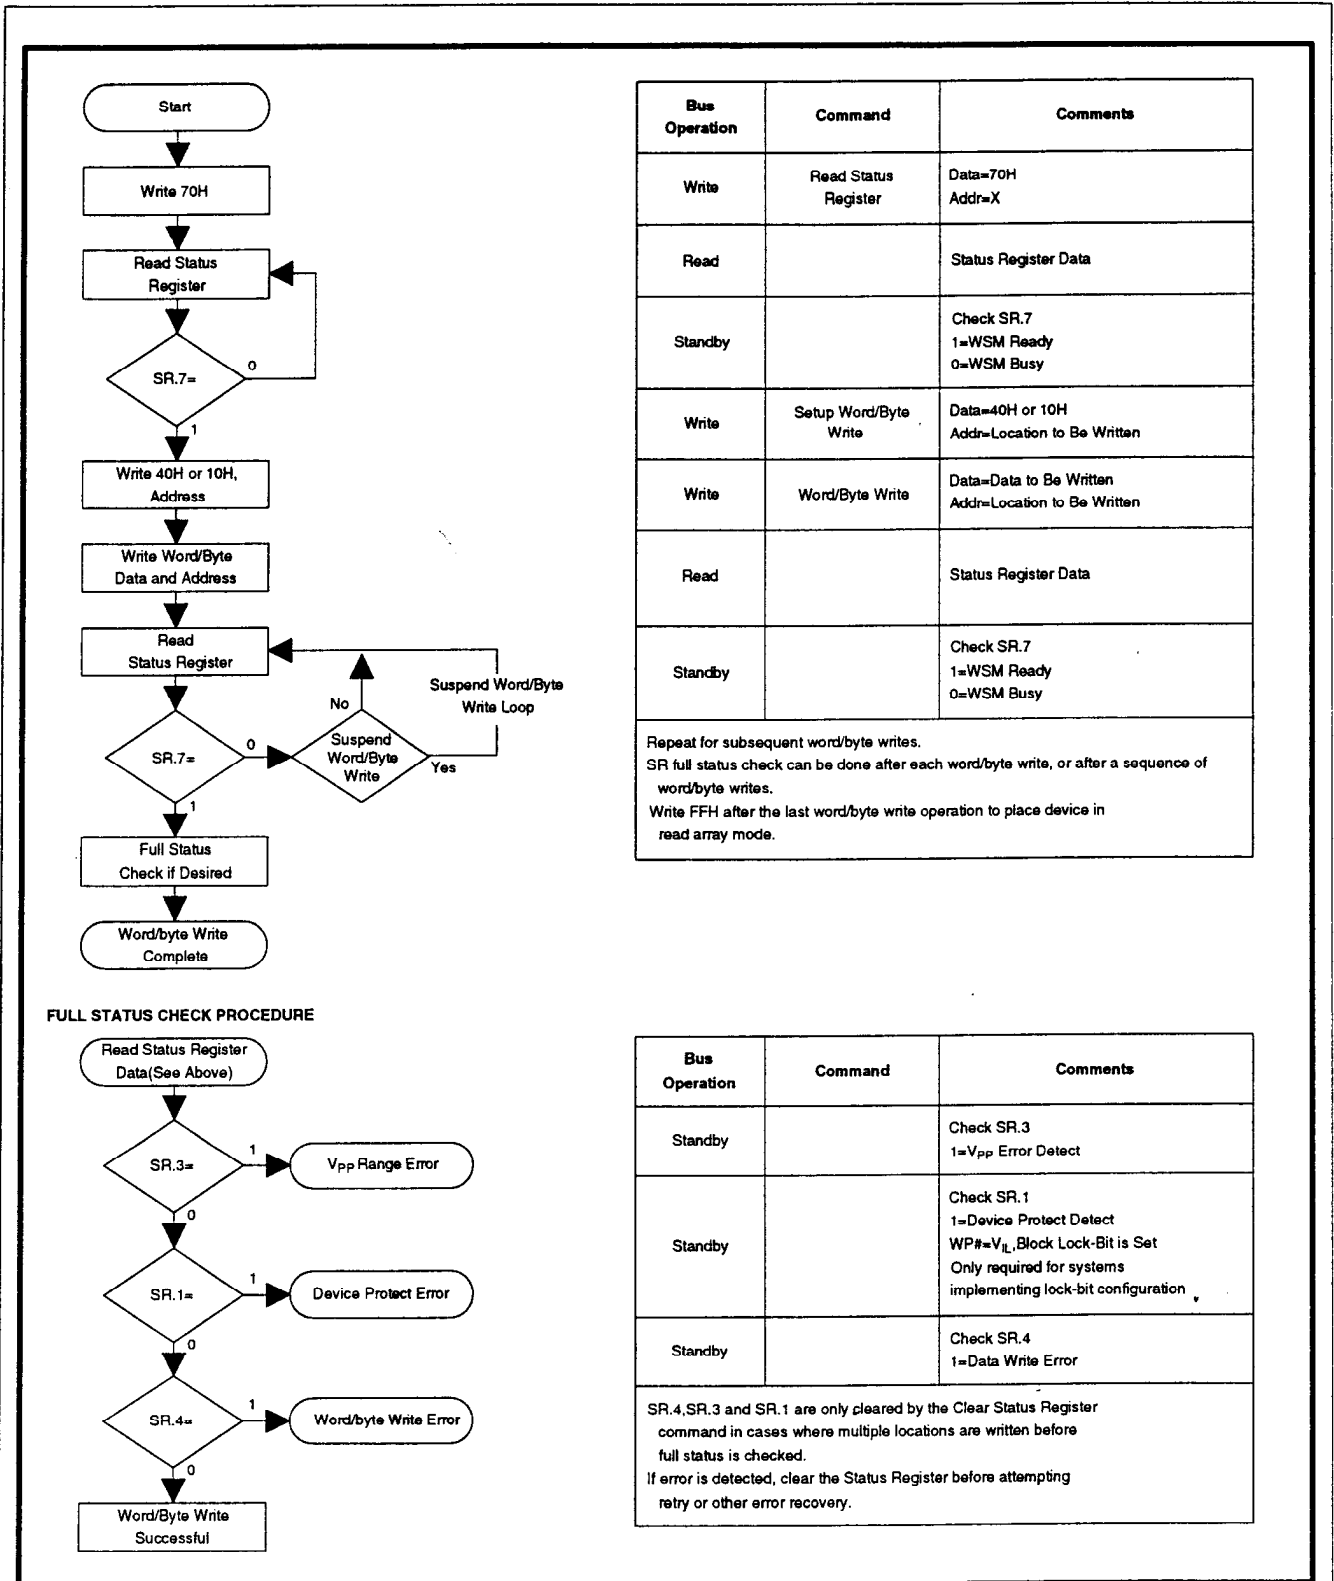 Start
Write 70H
Read Status
Register
SR.7=
0
1
Write 40H or 10H,
Address
Write Word/Byte
Data and Address
Read
Status Register
SR.7=
0
1
No
Suspend
Word/Byte
Write
Yes
Suspend Word/Byte
Write Loop
Full Status
Check if Desired
Word/byte Write
Complete
Bus
Operation
Command
Comments
Write
Read Status
Register
Data=70H
Addr=X
Read
Status Register Data
Standby
Check SR.7
1=WSM Ready
0=WSM Busy
Write
Setup Word/Byte
Write
Data=40H or 10H
Addr=Location to Be Written
Write
Word/Byte Write
Data=Data to Be Written
Addr=Location to Be Written
Read
Status Register Data
Standby
Check SR.7
1=WSM Ready
0=WSM Busy
Repeat for subsequent word/byte writes.
SR full status check can be done after each word/byte write, or after a sequence of
word/byte writes.
Write FFH after the last word/byte write operation to place device in
read array mode.
FULL STATUS CHECK PROCEDURE
Read Status Register
Data(See Above)
SR.3=
1
VPP Range Error
0
SR.1=
1
Device Protect Error
0
SR.4=
1
Word/byte Write Error
0
Word/Byte Write
Successful
Bus
Operation
Command
Comments
Standby
Check SR.3
1=VPP Error Detect
Standby
Check SR.1
1=Device Protect Detect
WP#=VIL,Block Lock-Bit is Set
Only required for systems
implementing lock-bit configuration
Standby
Check SR.4
1=Data Write Error
SR.4,SR.3 and SR.1 are only cleared by the Clear Status Register
command in cases where multiple locations are written before
full status is checked.
If error is detected, clear the Status Register before attempting
retry or other error recovery.